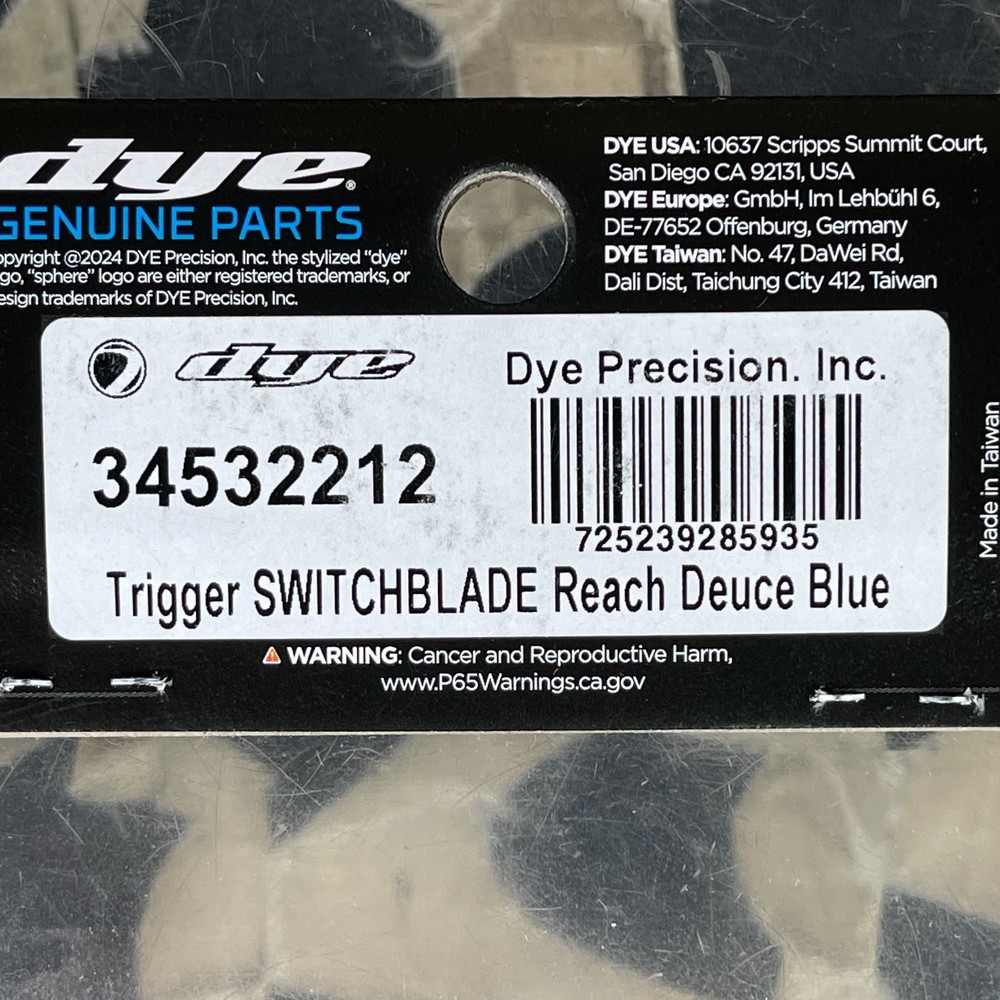 dye®
GENUINE PARTS
opyright @2024 DYE Precision, Inc. the stylized "dye"
go, "sphere" logo are either registered trademarks, or
esign trademarks of DYE Precision, Inc.
DYE USA: 10637 Scripps Summit Court,
San Diego CA 92131, USA
DYE Europe: GmbH, Im Lehbühl 6,
DE-77652 Offenburg, Germany
DYE Taiwan: No. 47, DaWei Rd,
Dali Dist, Taichung City 412, Taiwan
dye
Dye Precision. Inc.
34532212
725239285935
Trigger SWITCHBLADE Reach Deuce Blue
Made in Taiwan
WARNING: Cancer and Reproductive Harm,
www.P65Warnings.ca.gov